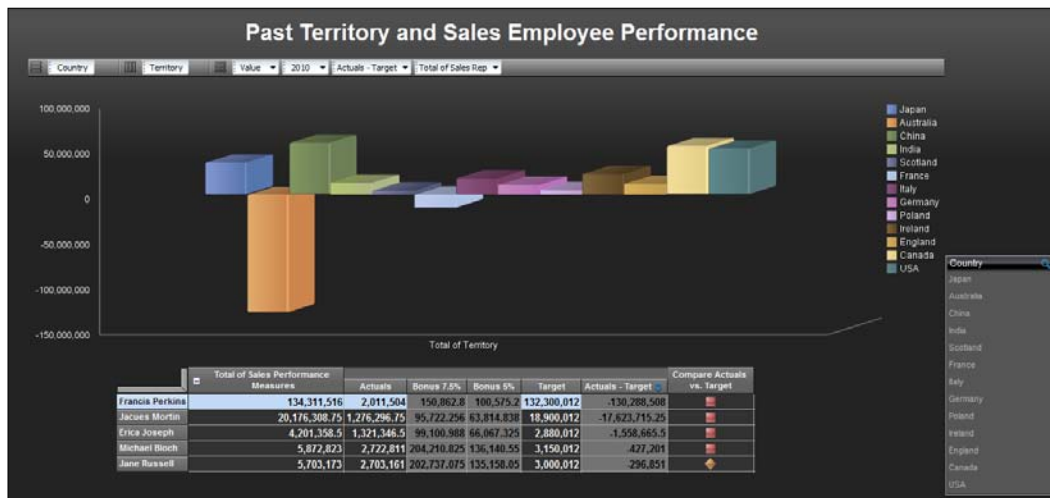 Past Territory and Sales Employee Performance
Country Territory Value 2010 Actuals - Target Total of Sales Rep
100,000,000
50,000,000
0
-50,000,000
-100,000,000
-150,000,000
Total of Territory
Japan
Australia
China
India
Scotland
France
Italy
Germany
Poland
Ireland
England
Canada
USA
Country
Japan
Australia
China
India
Scotland
France
Italy
Germany
Poland
Ireland
England
Canada
USA
Total of Sales Performance Measures Actuals Bonus 7.5% Bonus 5% Target Actuals - Target Compare Actuals vs. Target
Francis Perkins 134,311,516 2,011,504 150,862.8 100,575.2 132,300,012 -130,288,508
Jacues Mortin 20,176,308.75 1,276,296.75 95,722.256 63,814.838 18,900,012 -17,623,715.25
Erica Joseph 4,201,358.5 1,321,346.5 99,100.988 66,067.325 2,880,012 -1,558,665.5
Michael Bloch 5,872,823 2,722,811 204,210.825 136,140.55 3,150,012 -427,201
Jane Russell 5,703,173 2,703,161 202,737.075 135,158.05 3,000,012 -296,851